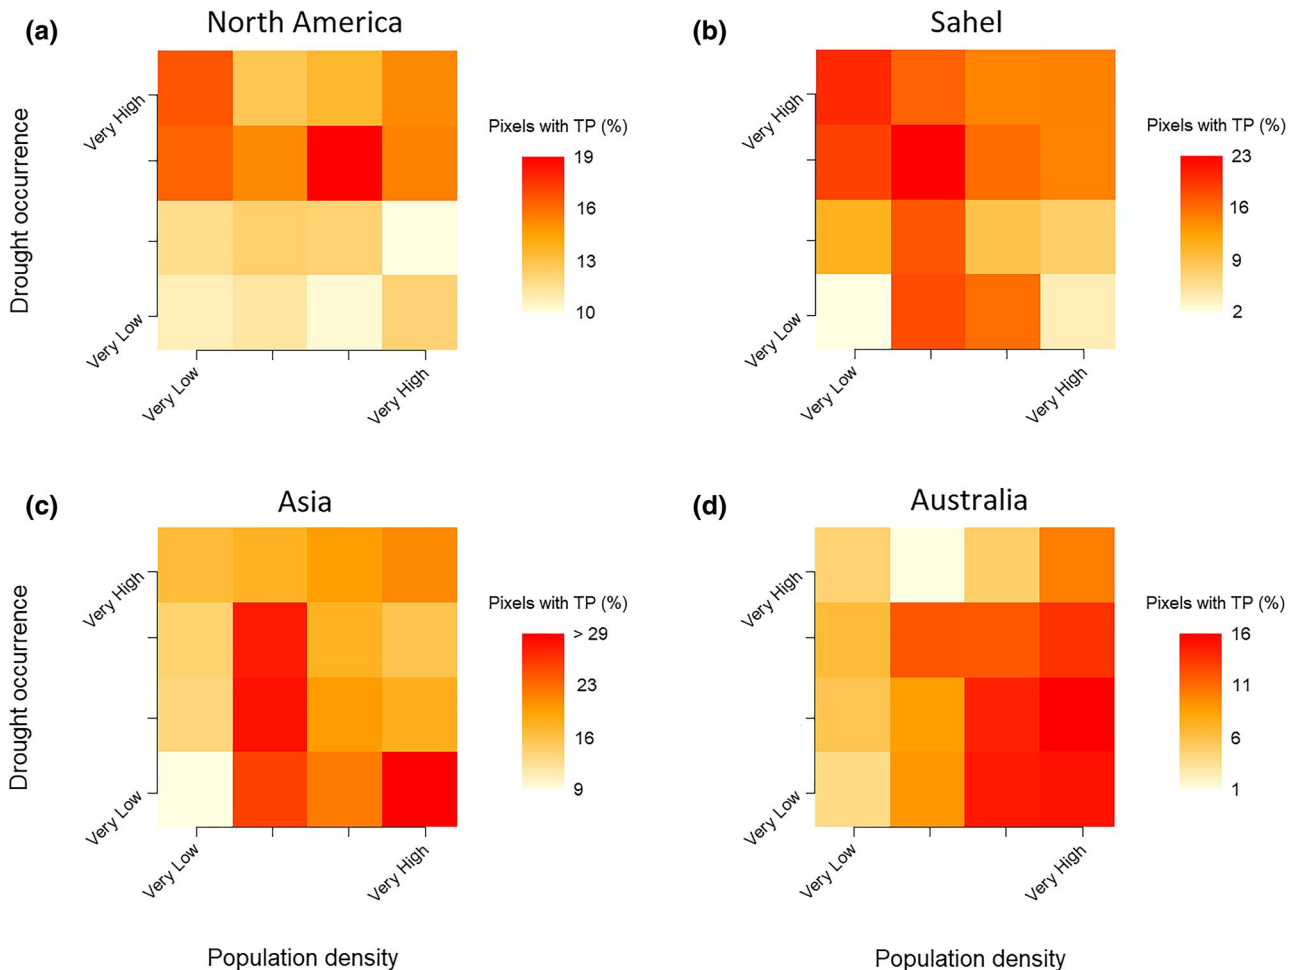 (a)
North America
Drought occurrence
Very High
Very Low
Very Low
Very High
Pixels with TP (%)
19
16
13
10
(b)
Sahel
Very High
Very Low
Very Low
Very High
Pixels with TP (%)
23
16
9
2
(c)
Asia
Drought occurrence
Very High
Very Low
Very Low
Very High
Population density
Pixels with TP (%)
> 29
23
16
9
(d)
Australia
Very High
Very Low
Very Low
Very High
Population density
Pixels with TP (%)
16
11
6
1